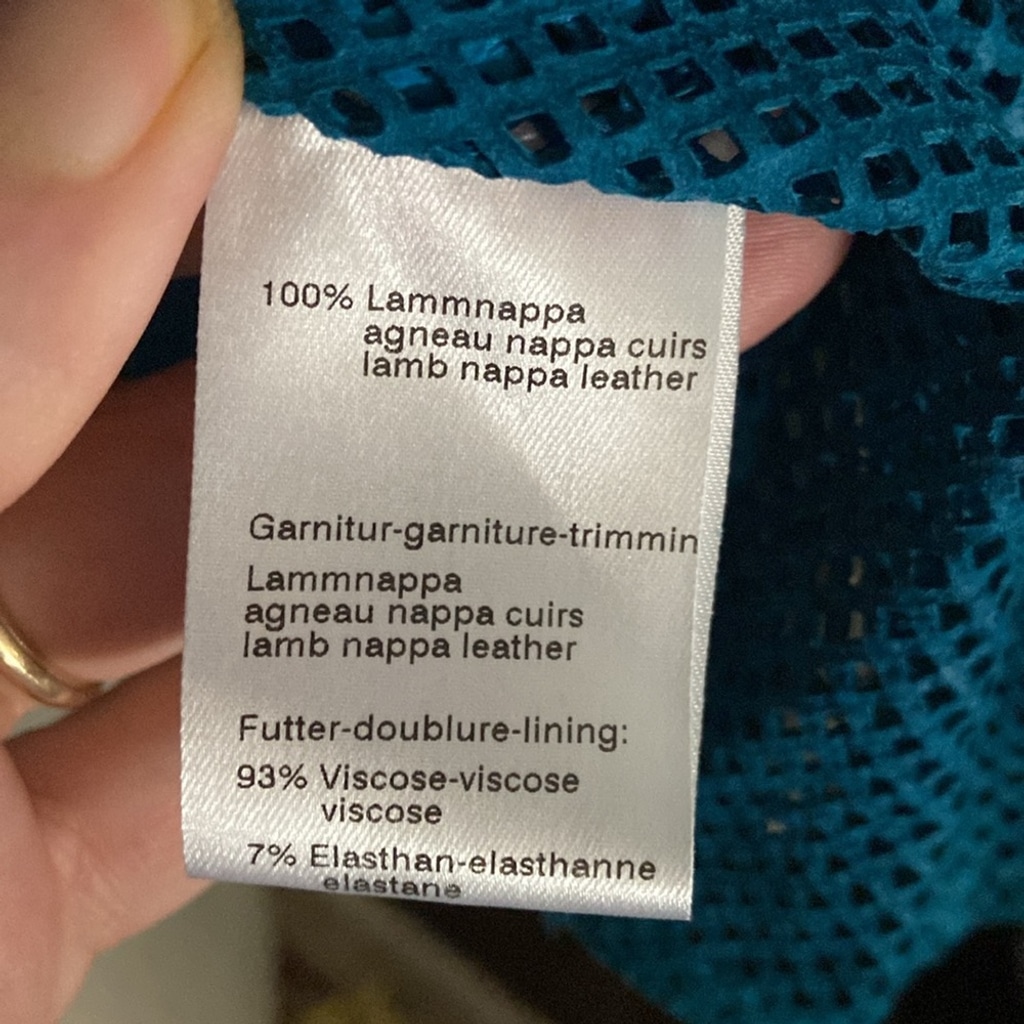 100% Lammnappa
agneau nappa cuirs
lamb nappa leather
Garnitur-garniture-trimmin
Lammnappa
agneau nappa cuirs
lamb nappa leather
Futter-doublure-lining:
93% Viscose-viscose
viscose
7% Elasthan-elasthanne
elastane